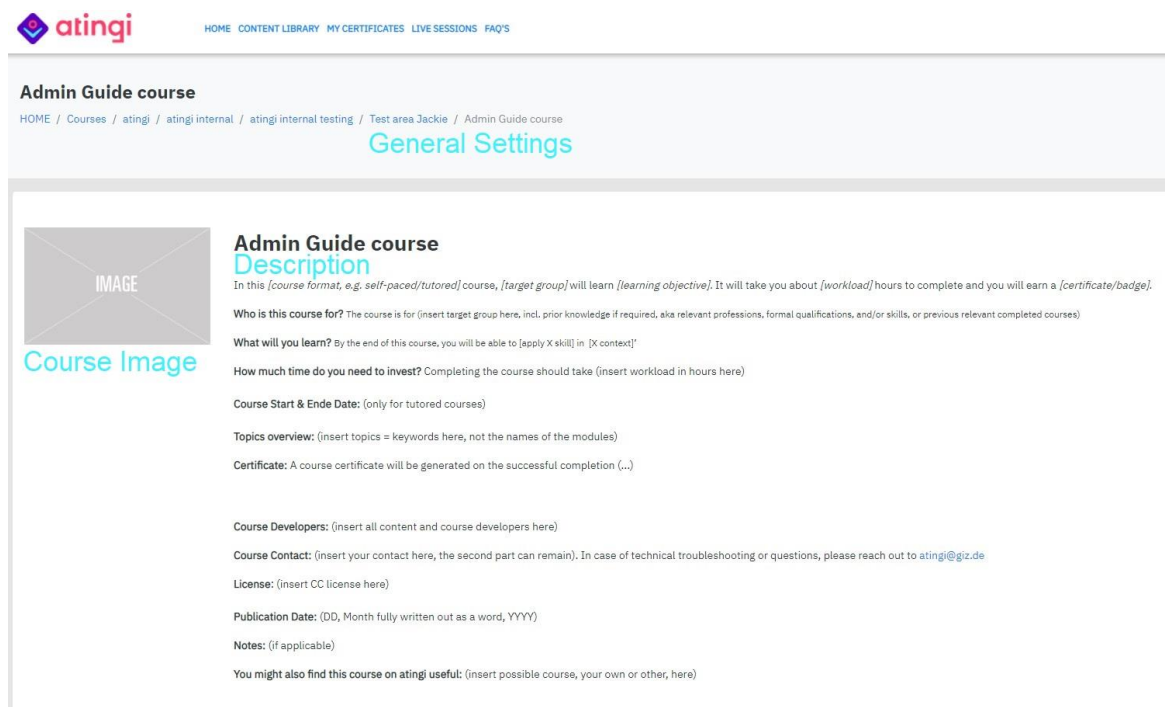 atingi
HOME CONTENT LIBRARY MY CERTIFICATES LIVE SESSIONS FAQ'S
Admin Guide course
HOME / Courses / atingi / atingi internal / atingi internal testing / Test area Jackie / Admin Guide course
General Settings
IMAGE
Course Image
Admin Guide course
Description
In this [course format, e.g. self-paced/tutored] course, [target group] will learn [learning objective]. It will take you about [workload] hours to complete and you will earn a [certificate/badge].
Who is this course for? The course is for (insert target group here, incl. prior knowledge if required, aka relevant professions, formal qualifications, and/or skills, or previous relevant completed courses)
What will you learn? By the end of this course, you will be able to [apply X skill] in [X context]'
How much time do you need to invest? Completing the course should take (insert workload in hours here)
Course Start & Ende Date: (only for tutored courses)
Topics overview: (insert topics = keywords here, not the names of the modules)
Certificate: A course certificate will be generated on the successful completion (...)
Course Developers: (insert all content and course developers here)
Course Contact: (insert your contact here, the second part can remain). In case of technical troubleshooting or questions, please reach out to atingi@giz.de
License: (insert CC license here)
Publication Date: (DD, Month fully written out as a word, YYYY)
Notes: (if applicable)
You might also find this course on atingi useful: (insert possible course, your own or other, here)